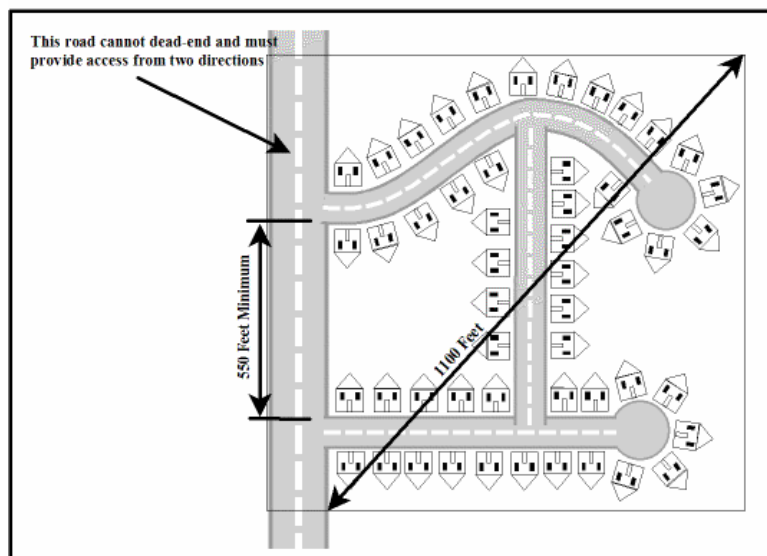 This road cannot dead-end and must
provide access from two directions
550 Feet Minimum
1100 Feet